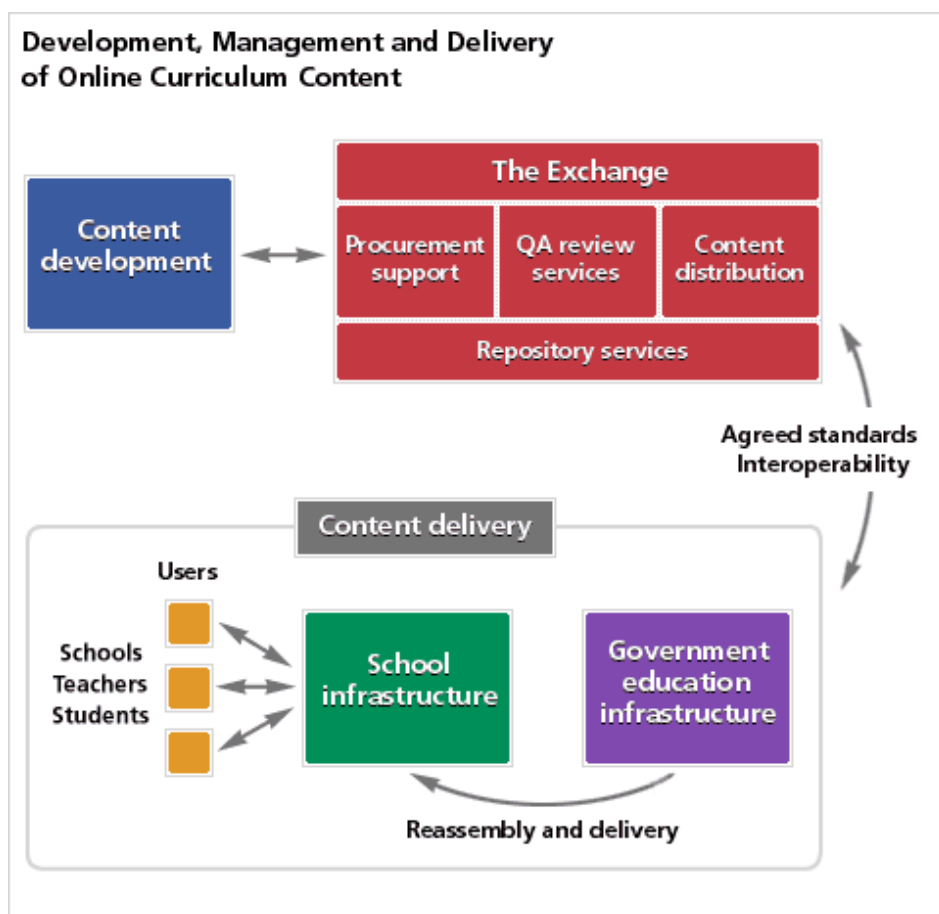 Development, Management and Delivery
of Online Curriculum Content
The Exchange
Content
development
Procurement
support
QA review
services
Content
distribution
Repository services
Agreed standards
Interoperability
Content delivery
Users
Schools
Teachers
Students
School
infrastructure
Government
education
infrastructure
Reassembly and delivery